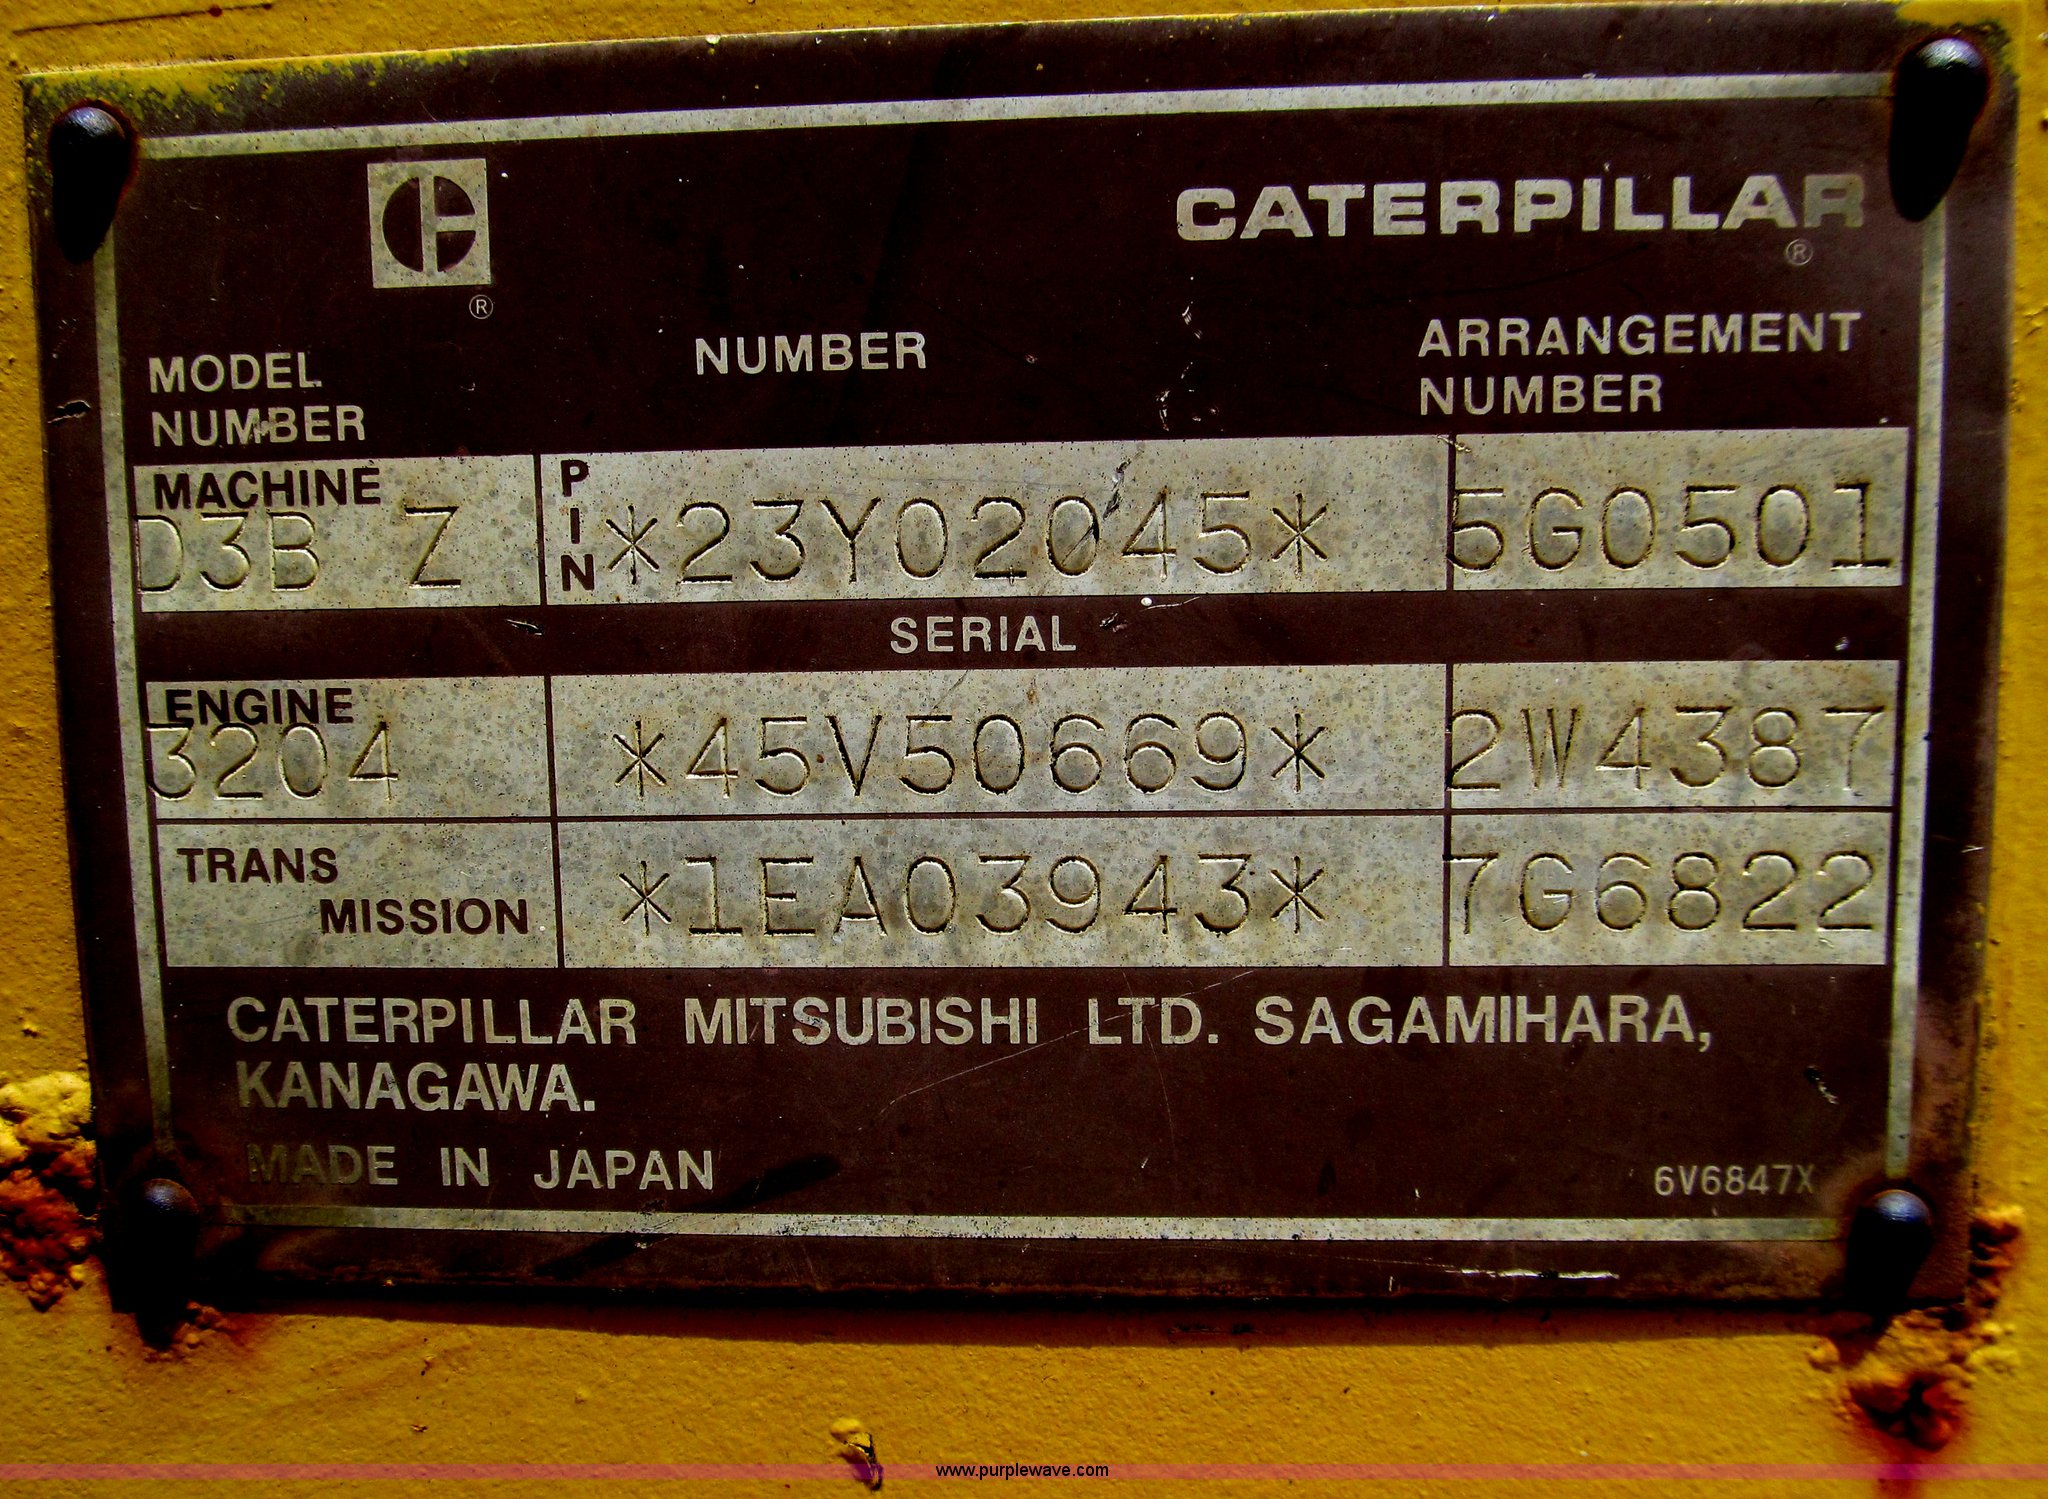 CATERPILLAR
®
®
MODEL
NUMBER
NUMBER
ARRANGEMENT
NUMBER
MACHINE
D3B Z
PIN
*23Y02045*
5G0501
SERIAL
ENGINE
3204
*45V50669*
2W4387
TRANS
MISSION
*1EA03943*
7G6822
CATERPILLAR MITSUBISHI LTD. SAGAMIHARA,
KANAGAWA.
MADE IN JAPAN
6V6847X
www.purplewave.com